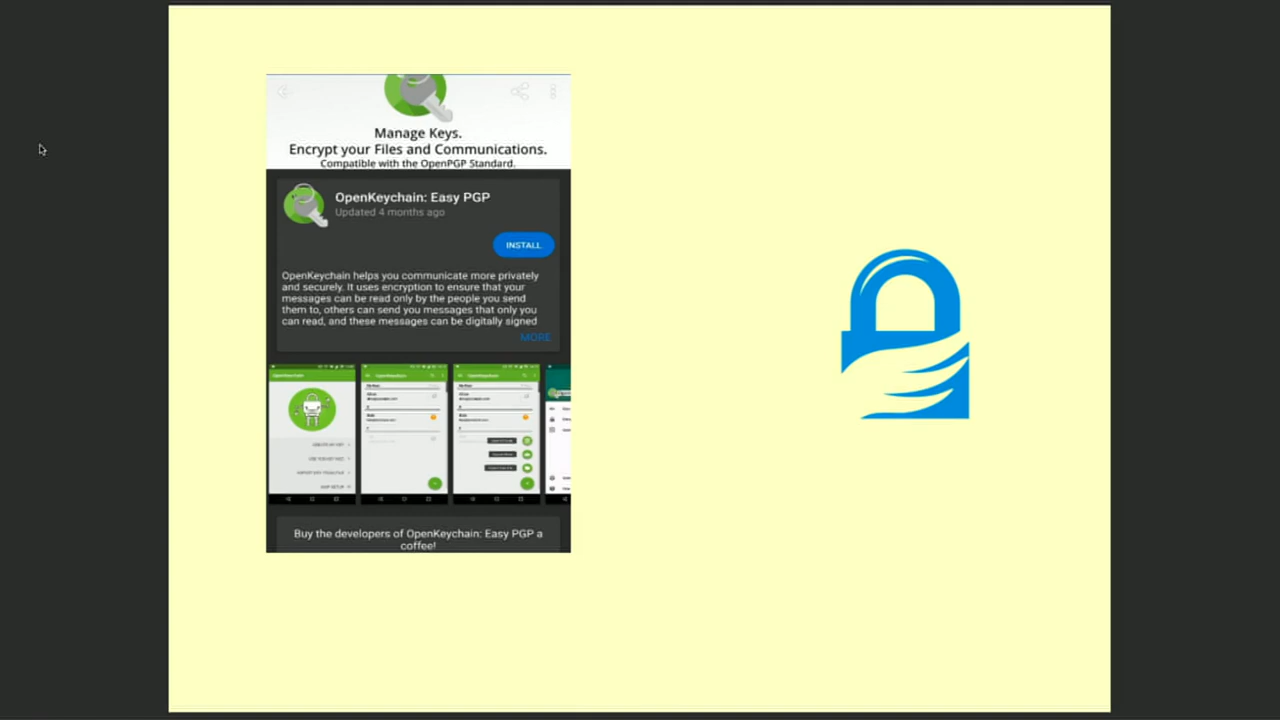 Manage Keys.
Encrypt your Files and Communications.
Compatible with the OpenPGP Standard.
OpenKeychain: Easy PGP
Updated 4 months ago
INSTALL
OpenKeychain helps you communicate more privately
and securely. It uses encryption to ensure that your
messages can be read only by the people you send
them to, others can send you messages that only you
can read, and these messages can be digitally signed
MORE
Buy the developers of OpenKeychain: Easy PGP a
coffee!